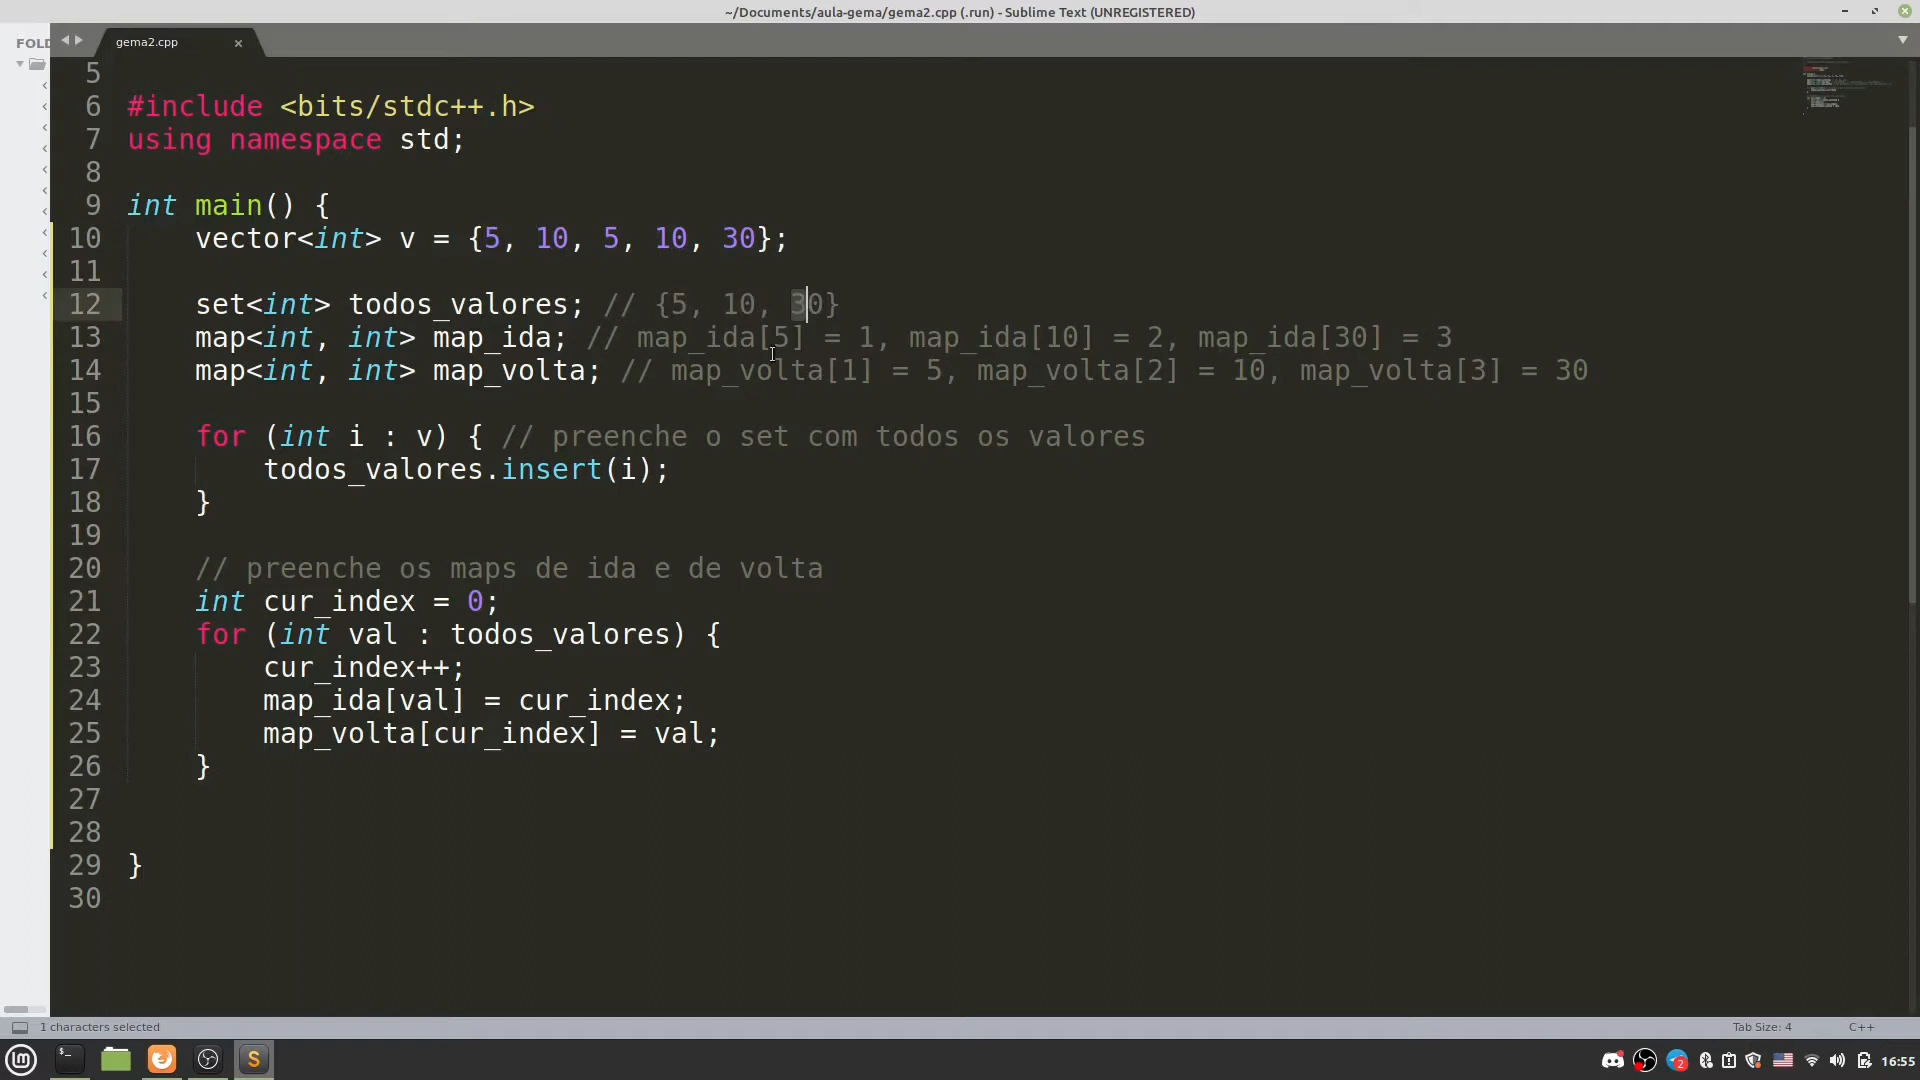 ~/Documents/aula-gema/gema2.cpp (.run) - Sublime Text (UNREGISTERED)
FOLD
gema2.cpp
5
6 #include <bits/stdc++.h>
7 using namespace std;
8
9 int main() {
10 vector<int> v = {5, 10, 5, 10, 30};
11
12 set<int> todos_valores; // {5, 10, 30}
13 map<int, int> map_ida; // map_ida[5] = 1, map_ida[10] = 2, map_ida[30] = 3
14 map<int, int> map_volta; // map_volta[1] = 5, map_volta[2] = 10, map_volta[3] = 30
15
16 for (int i : v) { // preenche o set com todos os valores
17 todos_valores.insert(i);
18 }
19
20 // preenche os maps de ida e de volta
21 int cur_index = 0;
22 for (int val : todos_valores) {
23 cur_index++;
24 map_ida[val] = cur_index;
25 map_volta[cur_index] = val;
26 }
27
28
29 }
30
1 characters selected
Tab Size: 4
C++
2
16:55